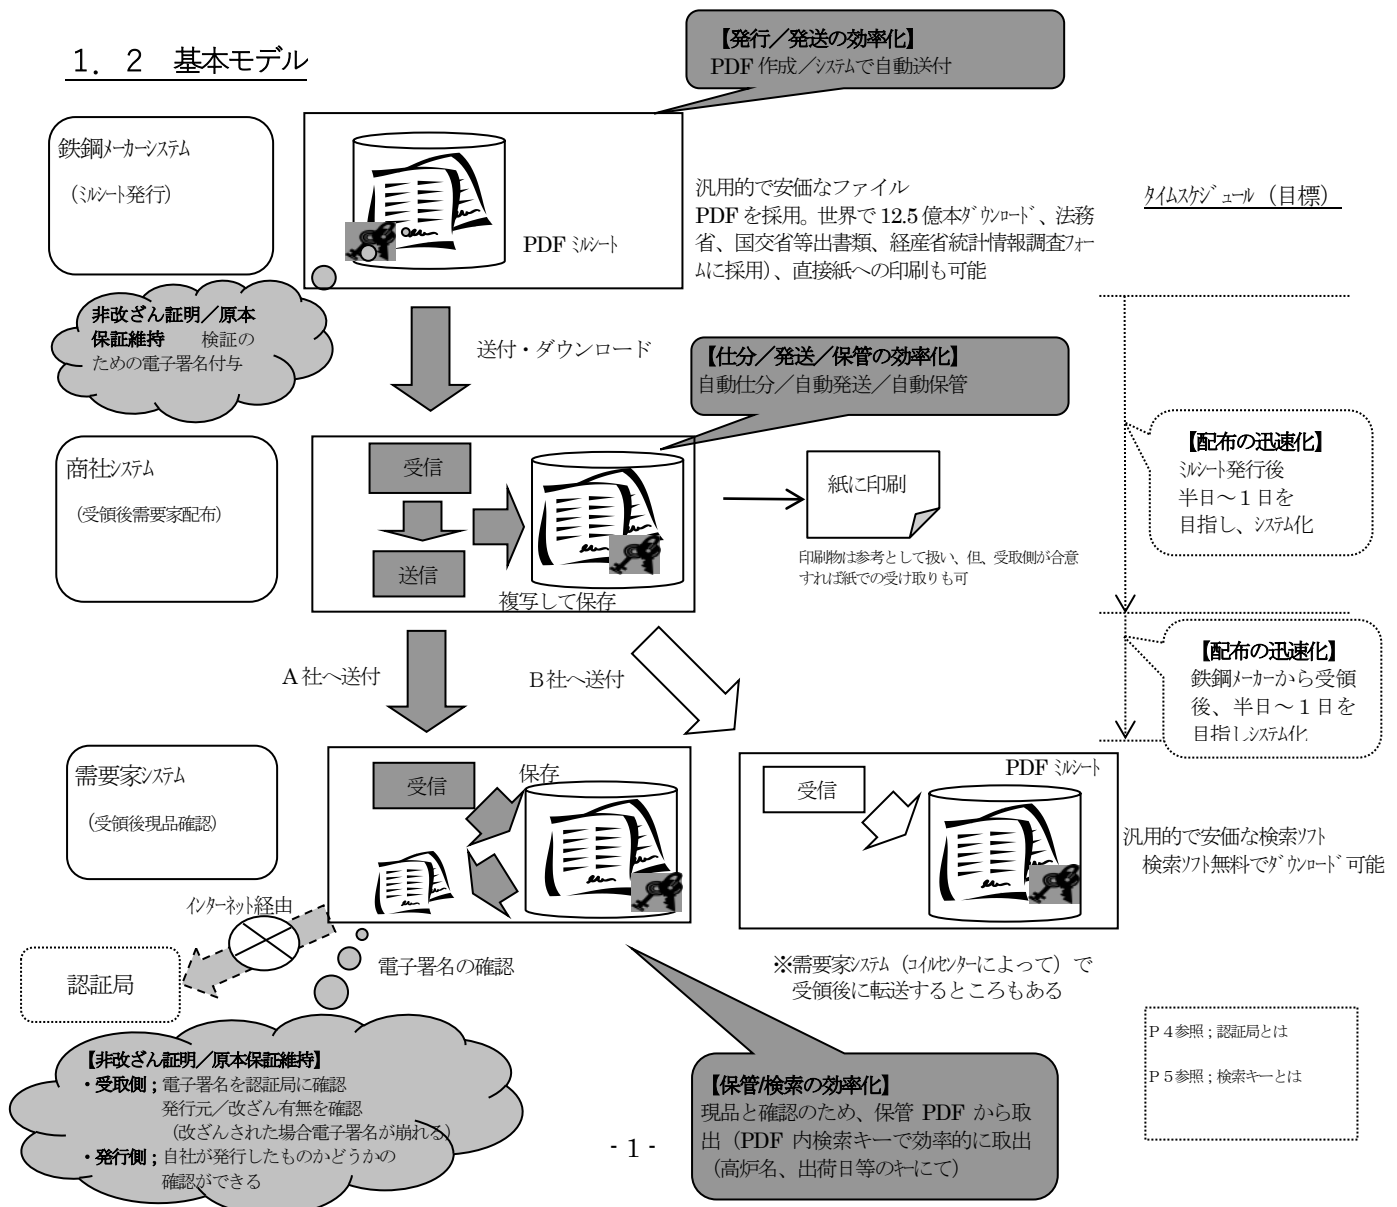 １．２　基本モデル
【発行／発送の効率化】
PDF 作成／ｼｽﾃﾑで自動送付
鉄鋼ﾒｰｶｰｼｽﾃﾑ
（ﾐﾙｼｰﾄ発行）
PDF ﾐﾙｼｰﾄ
汎用的で安価なファイル
PDF を採用。世界で 12.5 億本ﾀﾞｳﾝﾛｰﾄﾞ、法務
省、国交省等出書類、経産省統計情報調査ﾌｫｰ
ﾑに採用）、直接紙への印刷も可能
ﾀｲﾑｽｹｼﾞｭｰﾙ（目標）
非改ざん証明／原本
保証維持　検証の
ための電子署名付与
送付・ダウンロード
【仕分／発送／保管の効率化】
自動仕分／自動発送／自動保管
商社ｼｽﾃﾑ
（受領後需要家配布）
受信
送信
複写して保存
紙に印刷
印刷物は参考として扱い、但、受取側が合意
すれば紙での受け取りも可
【配布の迅速化】
ﾐﾙｼｰﾄ発行後
半日～１日を
目指し、ｼｽﾃﾑ化
A 社へ送付
Ｂ社へ送付
【配布の迅速化】
鉄鋼ﾒｰｶｰから受領
後、半日～１日を
目指しｼｽﾃﾑ化
需要家ｼｽﾃﾑ
（受領後現品確認）
受信
保存
受信
PDF ﾐﾙｼｰﾄ
汎用的で安価な検索ｿﾌﾄ
検索ｿﾌﾄ無料でﾀﾞｳﾝﾛｰﾄﾞ可能
ｲﾝﾀｰﾈｯﾄ経由
認証局
電子署名の確認
※需要家ｼｽﾃﾑ（ｺｲﾙｾﾝﾀｰによって）で
受領後に転送するところもある
Ｐ４参照；認証局とは
Ｐ５参照；検索キーとは
【非改ざん証明／原本保証維持】
・受取側；電子署名を認証局に確認
発行元／改ざん有無を確認
（改ざんされた場合電子署名が崩れる）
・発行側；自社が発行したものかどうかの
確認ができる
【保管/検索の効率化】
現品と確認のため、保管 PDF から取
出（PDF 内検索キーで効率的に取出
（高炉名、出荷日等のｷｰにて）
- 1 -